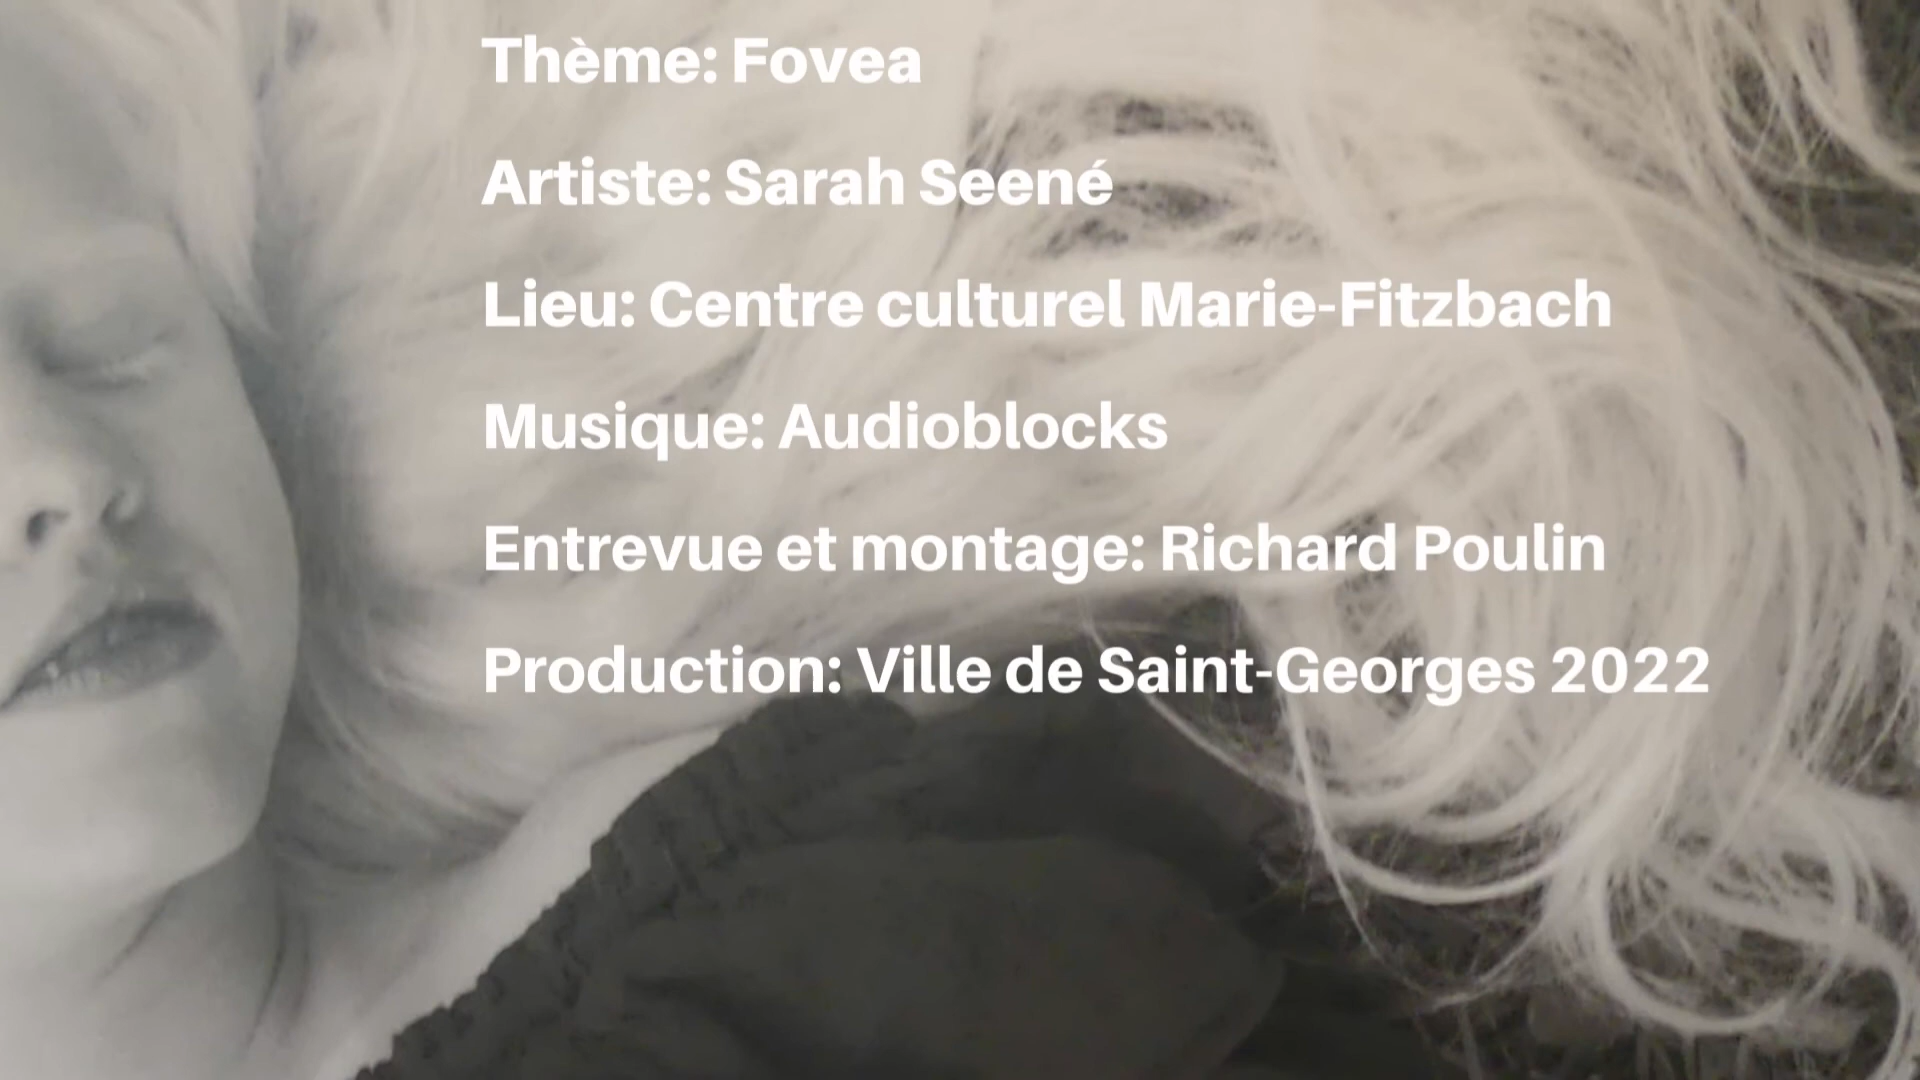 Thème: Fovea
Artiste: Sarah Seené
Lieu: Centre culturel Marie-Fitzbach
Musique: Audioblocks
Entrevue et montage: Richard Poulin
Production: Ville de Saint-Georges 2022